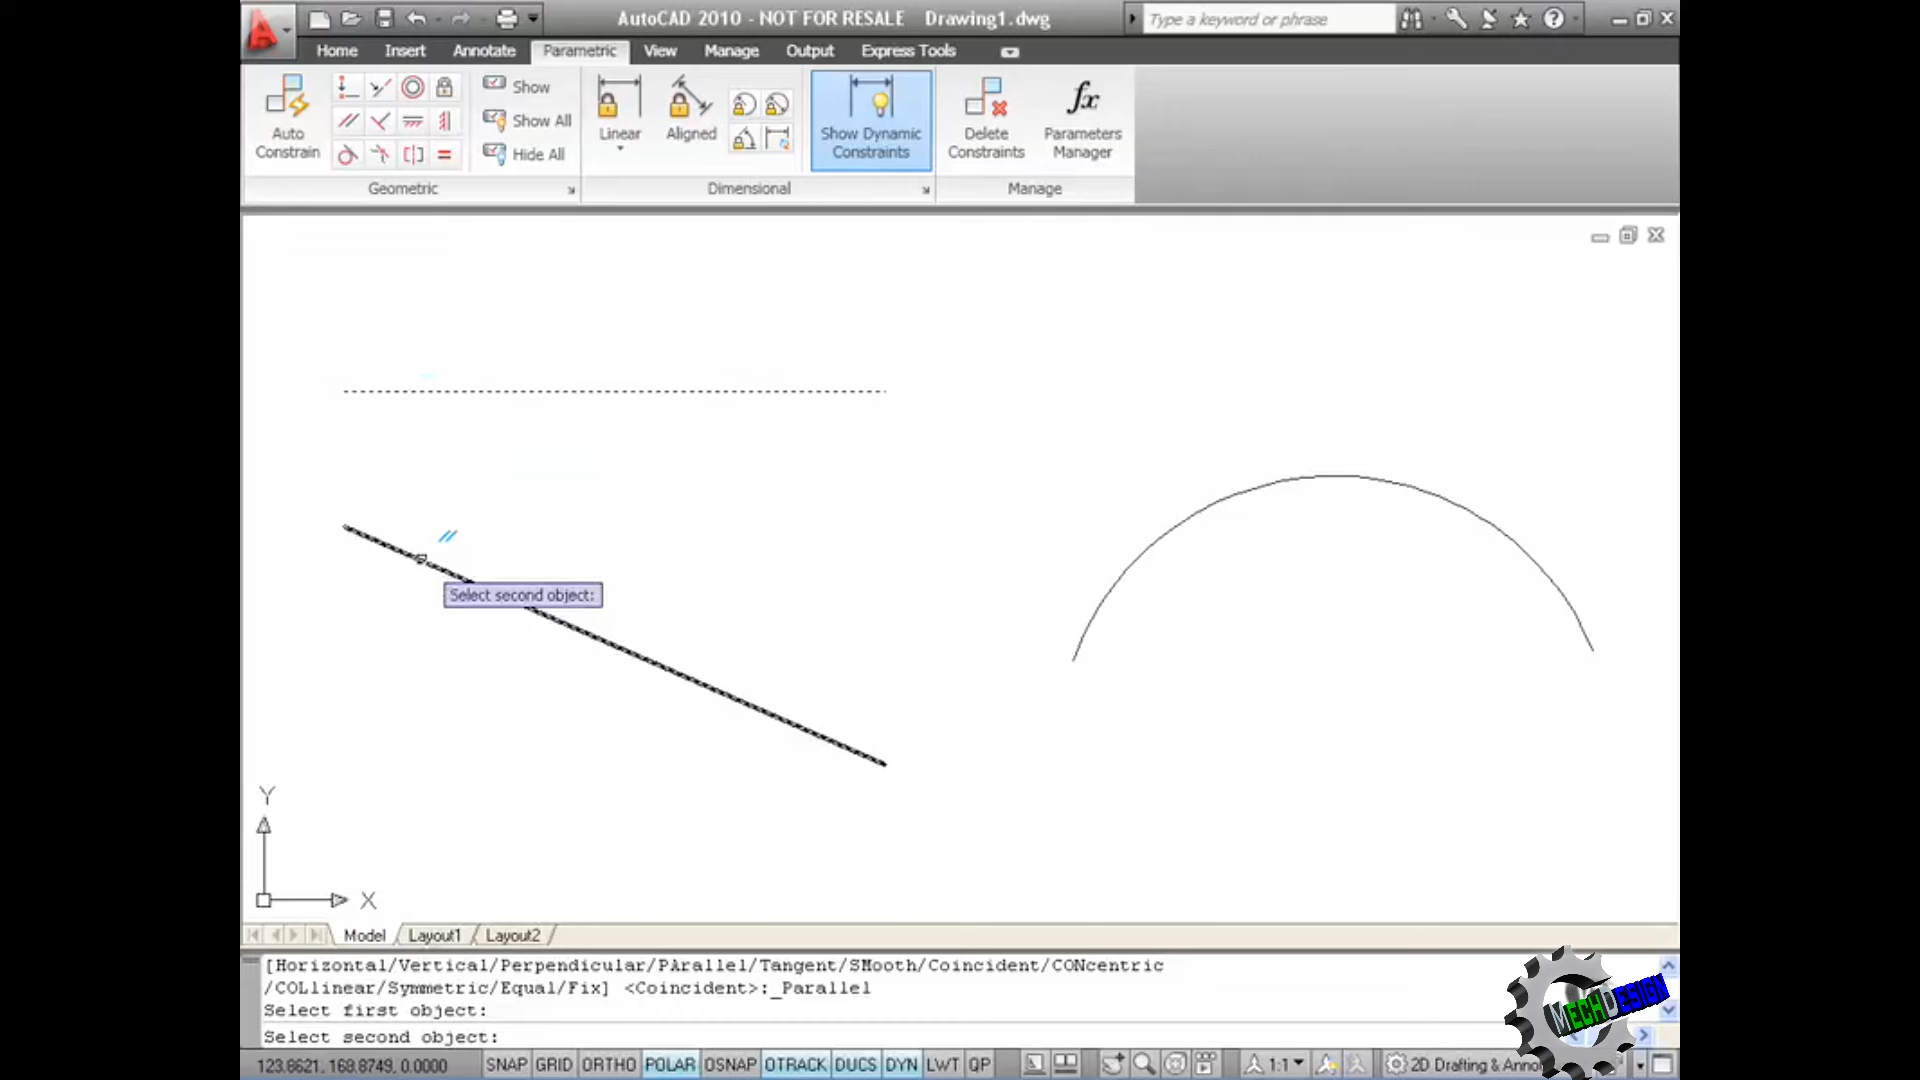 AutoCAD 2010 - NOT FOR RESALE Drawing1.dwg
Type a keyword or phrase
Home Insert Annotate Parametric View Manage Output Express Tools
Auto Constrain
Show
Show All
Hide All
Linear
Aligned
Show Dynamic Constraints
Delete Constraints
fx
Parameters Manager
Geometric Dimensional Manage
Select second object:
Y
X
Model Layout1 Layout2
[Horizontal/Vertical/Perpendicular/PArallel/Tangent/SMooth/Coincident/CONcentric
/COLlinear/Symmetric/Equal/Fix] <Coincident>:_Parallel
Select first object:
Select second object:
123.8621, 168.8749, 0.0000 SNAP GRID ORTHO POLAR OSNAP OTRACK DUCS DYN LWT QP 1:1 2D Drafting &
MECHDESIGN